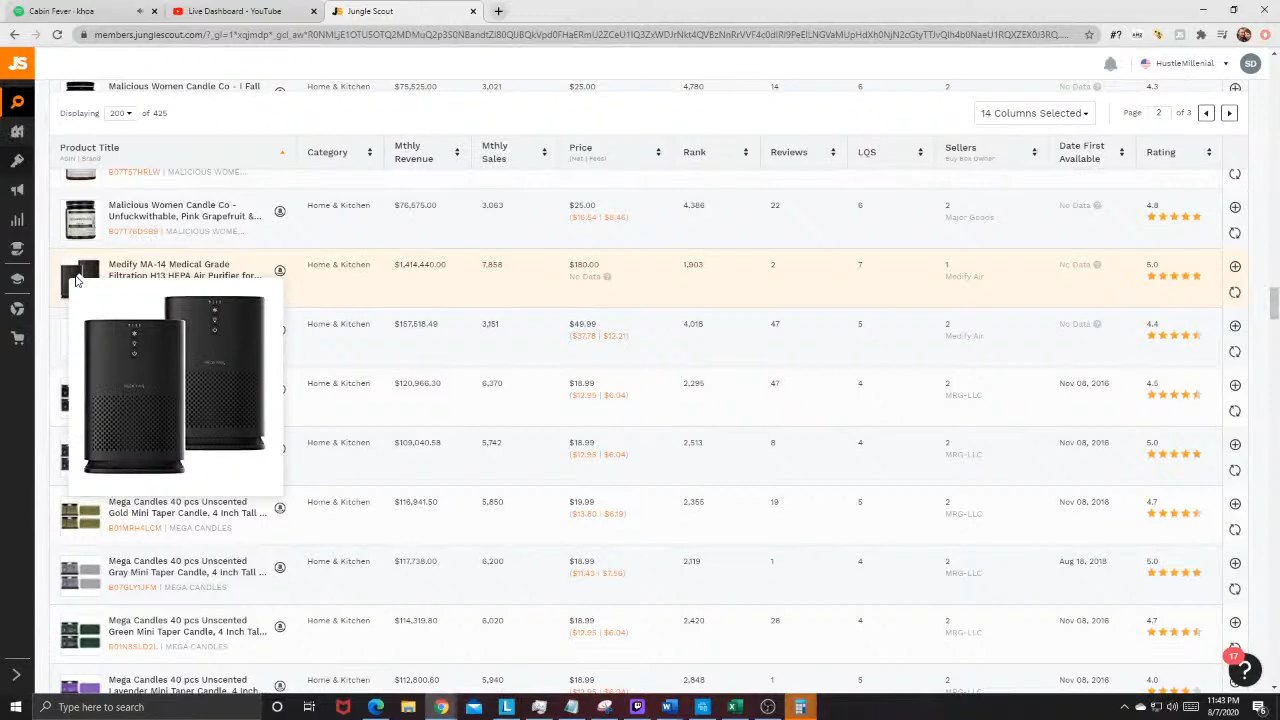 Cabin Fever - khoa
Live Dashboard - YouTube
Jungle Scout
JS
HustleMillenial
SD
Malicious Women Candle Co - I Fall
Home & Kitchen
$75,525.00
3,021
$25.00
4,780
14
6
2
No Data
4.3
Displaying 200 of 425
14 Columns Selected
Page 2 of 3
Product Title
ASIN | Brand
Category
Mthly Revenue
Mthly Sales
Price
(Net | Fees)
Rank
Reviews
LQS
Sellers
Buy Box Owner
Date First Available
Rating
B07T57HRLW | MALICIOUS WOME...
Malicious Women Candle Co -
Unfuckwithable, Pink Grapefruit &...
B07T76D5BB | MALICIOUS WOME...
Home & Kitchen
3,063
$25.00
($16.54 | $8.46)
4,386
6
2
Major Goods
No Data
4.8
Medify MA-14 Medical Grade
Filtration H13 HEPA Air Purifier for...
Home & Kitchen
$1,414,440.00
7,858
$180.00
No Data
1,903
2
7
1
Medify Air
No Data
5.0
Home & Kitchen
$157,518.49
3,151
$49.99
($37.78 | $12.21)
4,018
47
5
2
Medify Air
No Data
4.4
Home & Kitchen
$120,966.30
6,370
$18.99
($12.95 | $6.04)
2,295
47
4
2
MRG-LLC
Nov 08, 2016
4.5
Home & Kitchen
$109,040.58
5,742
$18.99
($12.95 | $6.04)
2,513
8
4
2
MRG-LLC
Nov 08, 2016
5.0
Mega Candles 40 pcs Unscented
Gold Mini Taper Candle, 4 Inch Tall ...
B01MRH4LCM | MEGA CANDLES
Home & Kitchen
$116,941.50
5,850
$19.99
($13.80 | $6.19)
2,355
5
2
MRG-LLC
Nov 08, 2016
4.7
Mega Candles 40 pcs Unscented
Gray Mini Taper Candle, 4 Inch Tall ...
B07GLY1JFM | MEGA CANDLES
Home & Kitchen
$117,738.00
6,200
$18.99
($11.43 | $7.56)
2,119
1
4
2
MRG-LLC
Aug 18, 2018
5.0
Mega Candles 40 pcs Unscented
Green Mini Taper Candle, 4 Inch Tal...
B01N8SLD2L | MEGA CANDLES
Home & Kitchen
$114,319.80
6,020
$18.99
($12.95 | $6.04)
2,420
4
2
MRG-LLC
Nov 08, 2016
4.7
Mega Candles 40 pcs Unscented
Lavender Mini Taper Candle, 4 Inch
Home & Kitchen
$112,800.60
5,940
$18.99
2,848
5
2
MRG-LLC
Nov 08, 2016
4.0
17
?
Type here to search
11:43 PM
8/7/2020